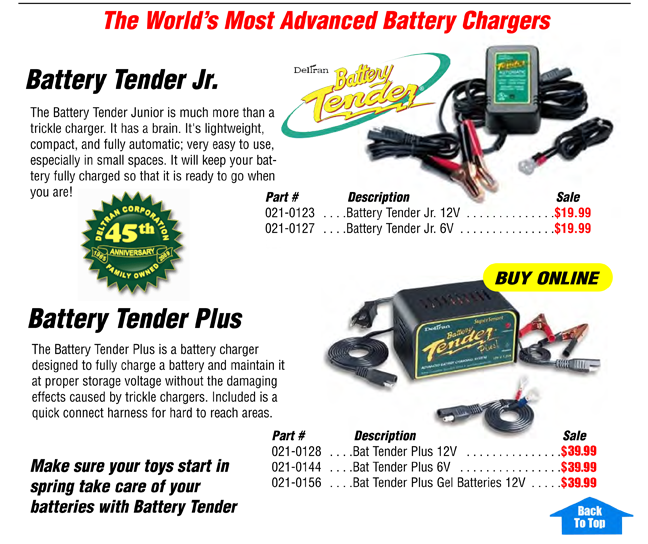 The World's Most Advanced Battery Chargers
Battery Tender Jr.
Deltran
Battery
Tender
The Battery Tender Junior is much more than a
trickle charger. It has a brain. It's lightweight,
compact, and fully automatic; very easy to use,
especially in small spaces. It will keep your bat-
tery fully charged so that it is ready to go when
you are!
Part # Description Sale
021-0123 . . . .Battery Tender Jr. 12V . . . . . . . . . . . . . .$19.99
021-0127 . . . .Battery Tender Jr. 6V . . . . . . . . . . . . . . .$19.99
DELTRAN CORPORATION
45th
ANNIVERSARY
1965
FAMILY OWNED
BUY ONLINE
Battery Tender Plus
Deltran
SuperSmart
Battery
Tender
Plus
The Battery Tender Plus is a battery charger
designed to fully charge a battery and maintain it
at proper storage voltage without the damaging
effects caused by trickle chargers. Included is a
quick connect harness for hard to reach areas.
Part # Description Sale
021-0128 . . . .Bat Tender Plus 12V . . . . . . . . . . . . . . .$39.99
021-0144 . . . .Bat Tender Plus 6V . . . . . . . . . . . . . . . .$39.99
021-0156 . . . .Bat Tender Plus Gel Batteries 12V . . . . .$39.99
Make sure your toys start in
spring take care of your
batteries with Battery Tender
Back
To Top